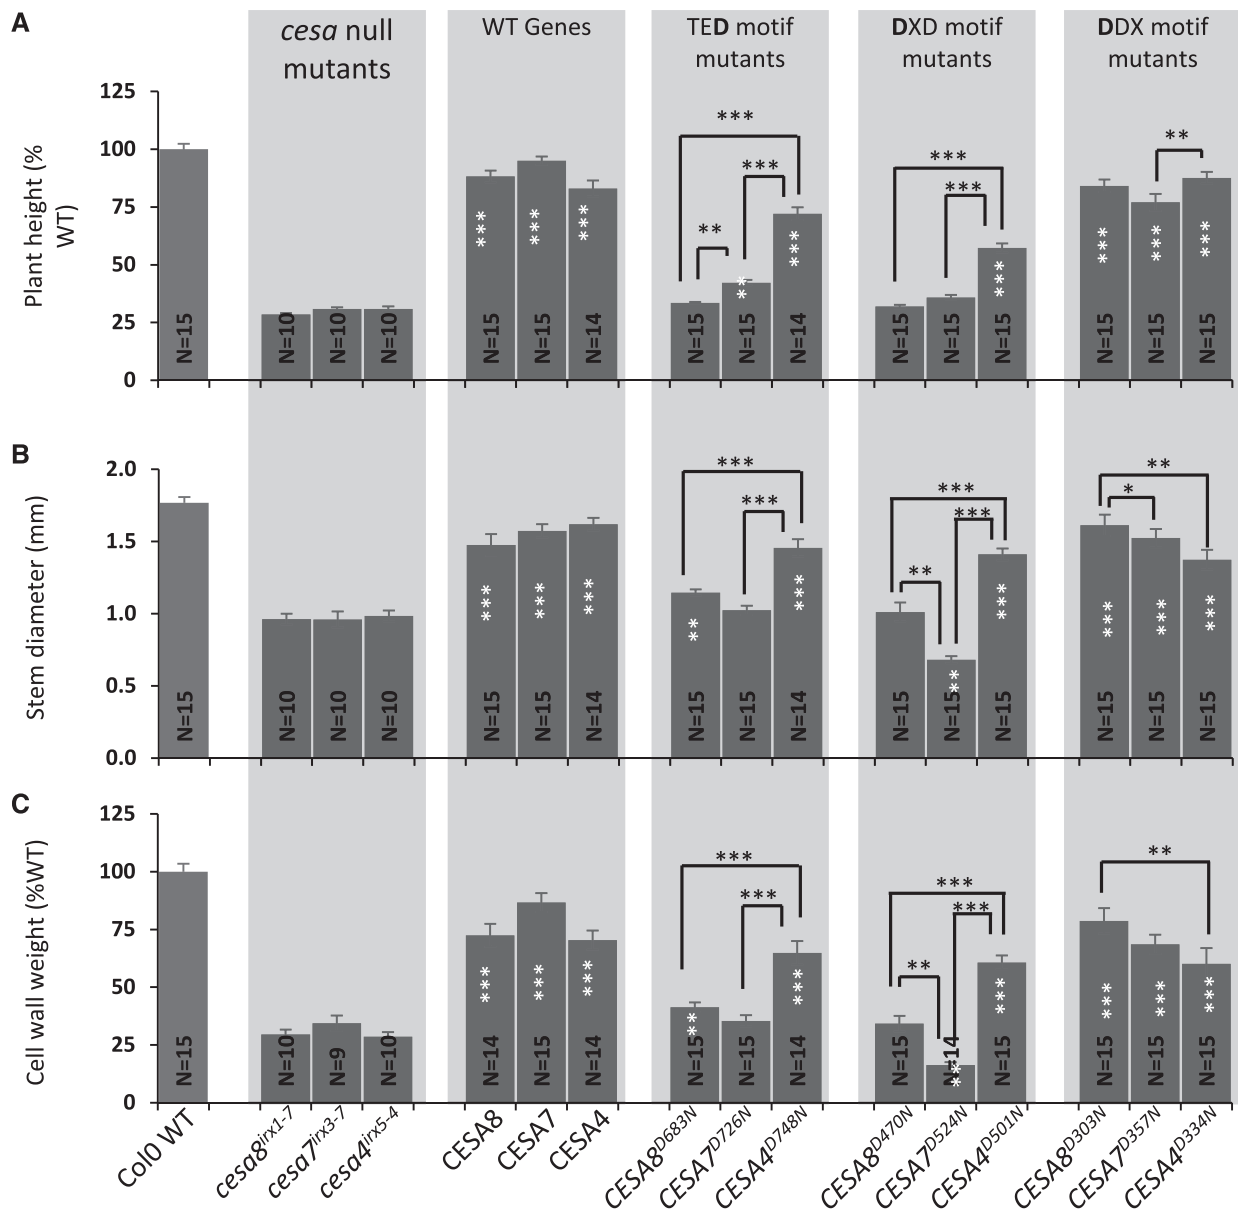 A
cesa null
mutants
WT Genes
TED motif
mutants
DXD motif
mutants
DDX motif
mutants
Plant height (%
WT)
125
100
75
50
25
0
***
***
**
***
***
***
**
***
***
***
**
***
***
***
***
***
N=15
N=10
N=10
N=10
N=15
N=15
N=14
N=15
N=15
N=14
N=15
N=15
N=15
N=15
N=15
N=15
B
Stem diameter (mm)
2.0
1.5
1.0
0.5
0.0
***
***
***
***
**
**
*
***
***
***
**
***
**
***
***
***
***
N=15
N=10
N=10
N=10
N=15
N=15
N=14
N=15
N=15
N=14
N=15
N=15
N=15
N=15
N=15
N=15
C
Cell wall weight (%WT)
125
100
75
50
25
0
***
***
***
***
**
**
***
***
***
**
***
**
***
***
***
***
N=15
N=10
N=9
N=10
N=14
N=15
N=14
N=15
N=15
N=14
N=15
N=14
N=15
N=15
N=15
N=15
Col0 WT
cesa8irx1-7
cesa7irx3-7
cesa4irx5-4
CESA8
CESA7
CESA4
CESA8D683N
CESA7D726N
CESA4D748N
CESA8D470N
CESA7D524N
CESA4D501N
CESA8D303N
CESA7D357N
CESA4D334N